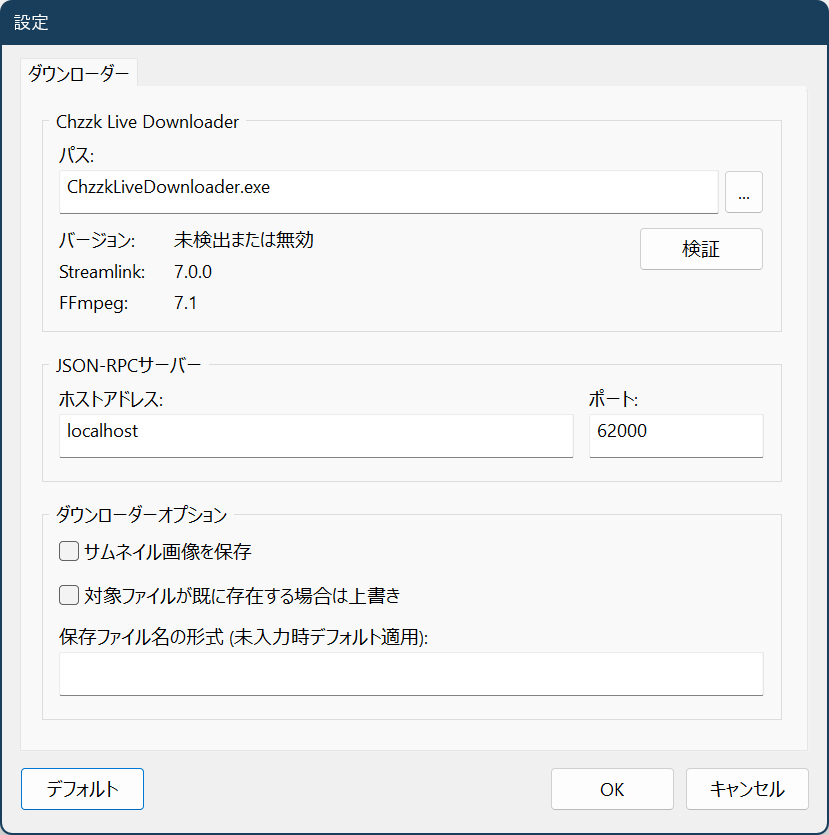 設定
ダウンローダー
Chzzk Live Downloader
パス:
ChzzkLiveDownloader.exe
...
バージョン: 未検出または無効
検証
Streamlink: 7.0.0
FFmpeg: 7.1
JSON-RPCサーバー
ホストアドレス: ポート:
localhost 62000
ダウンローダーオプション
サムネイル画像を保存
対象ファイルが既に存在する場合は上書き
保存ファイル名の形式 (未入力時デフォルト適用):
デフォルト OK キャンセル